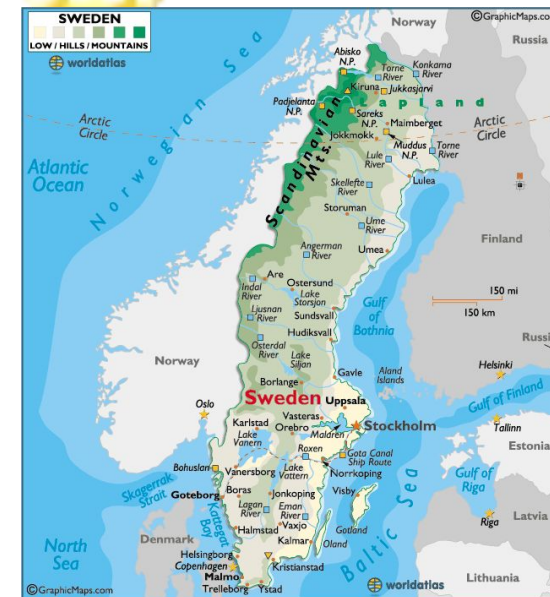 SWEDEN
LOW / HILLS / MOUNTAINS
worldatlas
©GraphicMaps.com
Norway
Russia
Norwegian Sea
Abisko
N.P.
Torne
River
Konkama
River
Kiruna
Jukkasjarvi
Padjelanta
N.P.
Lapland
Sareks
N.P.
Arctic
Circle
Arctic
Circle
Maimberget
Jokkmokk
Muddus
N.P.
Torne
River
Scandinavian
Mts.
Lule
River
Atlantic
Ocean
Skellefte
River
Lulea
Storuman
Ume
River
Finland
Angerman
River
Umea
Are
Ostersund
Indal
River
Lake
Storsjon
Gulf
of
Bothnia
150 mi
150 km
Ljusnan
River
Sundsvall
Hudiksvall
Osterdal
River
Lake
Siljan
Russi
Norway
Gavle
Aland
Islands
Helsinki
Borlange
Sweden
Uppsala
Gulf of Finland
Oslo
Karlstad
Vasteras
Orebro
Stockholm
Tallinn
Lake
Vanern
Maldren
Roxen
Gota Canal
Ship Route
Estonia
Bohuslan
Vanersborg
Lake
Vattern
Norrkoping
Gulf of
Riga
Skagerrak
Strait
Goteborg
Boras
Jonkoping
Visby
Kattegat
Bay
Lagan
River
Eman
River
Gotland
Riga
Latvia
North
Sea
Denmark
Halmstad
Vaxjo
Kalmar
Oland
Baltic Sea
Helsingborg
Copenhagen
Malmo
Kristianstad
Trelleborg
Ystad
Lithuania
worldatlas
©GraphicMaps.com